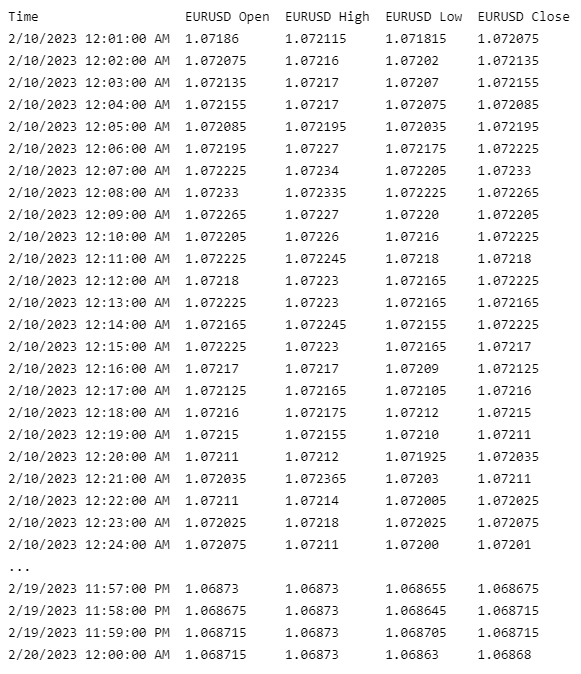 Time EURUSD Open EURUSD High EURUSD Low EURUSD Close
2/10/2023 12:01:00 AM 1.07186 1.072115 1.071815 1.072075
2/10/2023 12:02:00 AM 1.072075 1.07216 1.07202 1.072135
2/10/2023 12:03:00 AM 1.072135 1.07217 1.07207 1.072155
2/10/2023 12:04:00 AM 1.072155 1.07217 1.072075 1.072085
2/10/2023 12:05:00 AM 1.072085 1.072195 1.072035 1.072195
2/10/2023 12:06:00 AM 1.072195 1.07227 1.072175 1.072225
2/10/2023 12:07:00 AM 1.072225 1.07234 1.072205 1.07233
2/10/2023 12:08:00 AM 1.07233 1.072335 1.072225 1.072265
2/10/2023 12:09:00 AM 1.072265 1.07227 1.07220 1.072205
2/10/2023 12:10:00 AM 1.072205 1.07226 1.07216 1.072225
2/10/2023 12:11:00 AM 1.072225 1.072245 1.07218 1.07218
2/10/2023 12:12:00 AM 1.07218 1.07223 1.072165 1.072225
2/10/2023 12:13:00 AM 1.072225 1.07223 1.072165 1.072165
2/10/2023 12:14:00 AM 1.072165 1.072245 1.072155 1.072225
2/10/2023 12:15:00 AM 1.072225 1.07223 1.072165 1.07217
2/10/2023 12:16:00 AM 1.07217 1.07217 1.07209 1.072125
2/10/2023 12:17:00 AM 1.072125 1.072165 1.072105 1.07216
2/10/2023 12:18:00 AM 1.07216 1.072175 1.07212 1.07215
2/10/2023 12:19:00 AM 1.07215 1.072155 1.07210 1.07211
2/10/2023 12:20:00 AM 1.07211 1.07212 1.071925 1.072035
2/10/2023 12:21:00 AM 1.072035 1.072365 1.07203 1.07211
2/10/2023 12:22:00 AM 1.07211 1.07214 1.072005 1.072025
2/10/2023 12:23:00 AM 1.072025 1.07218 1.072025 1.072075
2/10/2023 12:24:00 AM 1.072075 1.07211 1.07200 1.07201
...
2/19/2023 11:57:00 PM 1.06873 1.06873 1.068655 1.068675
2/19/2023 11:58:00 PM 1.068675 1.06873 1.068645 1.068715
2/19/2023 11:59:00 PM 1.068715 1.06873 1.068705 1.068715
2/20/2023 12:00:00 AM 1.068715 1.06873 1.06863 1.06868